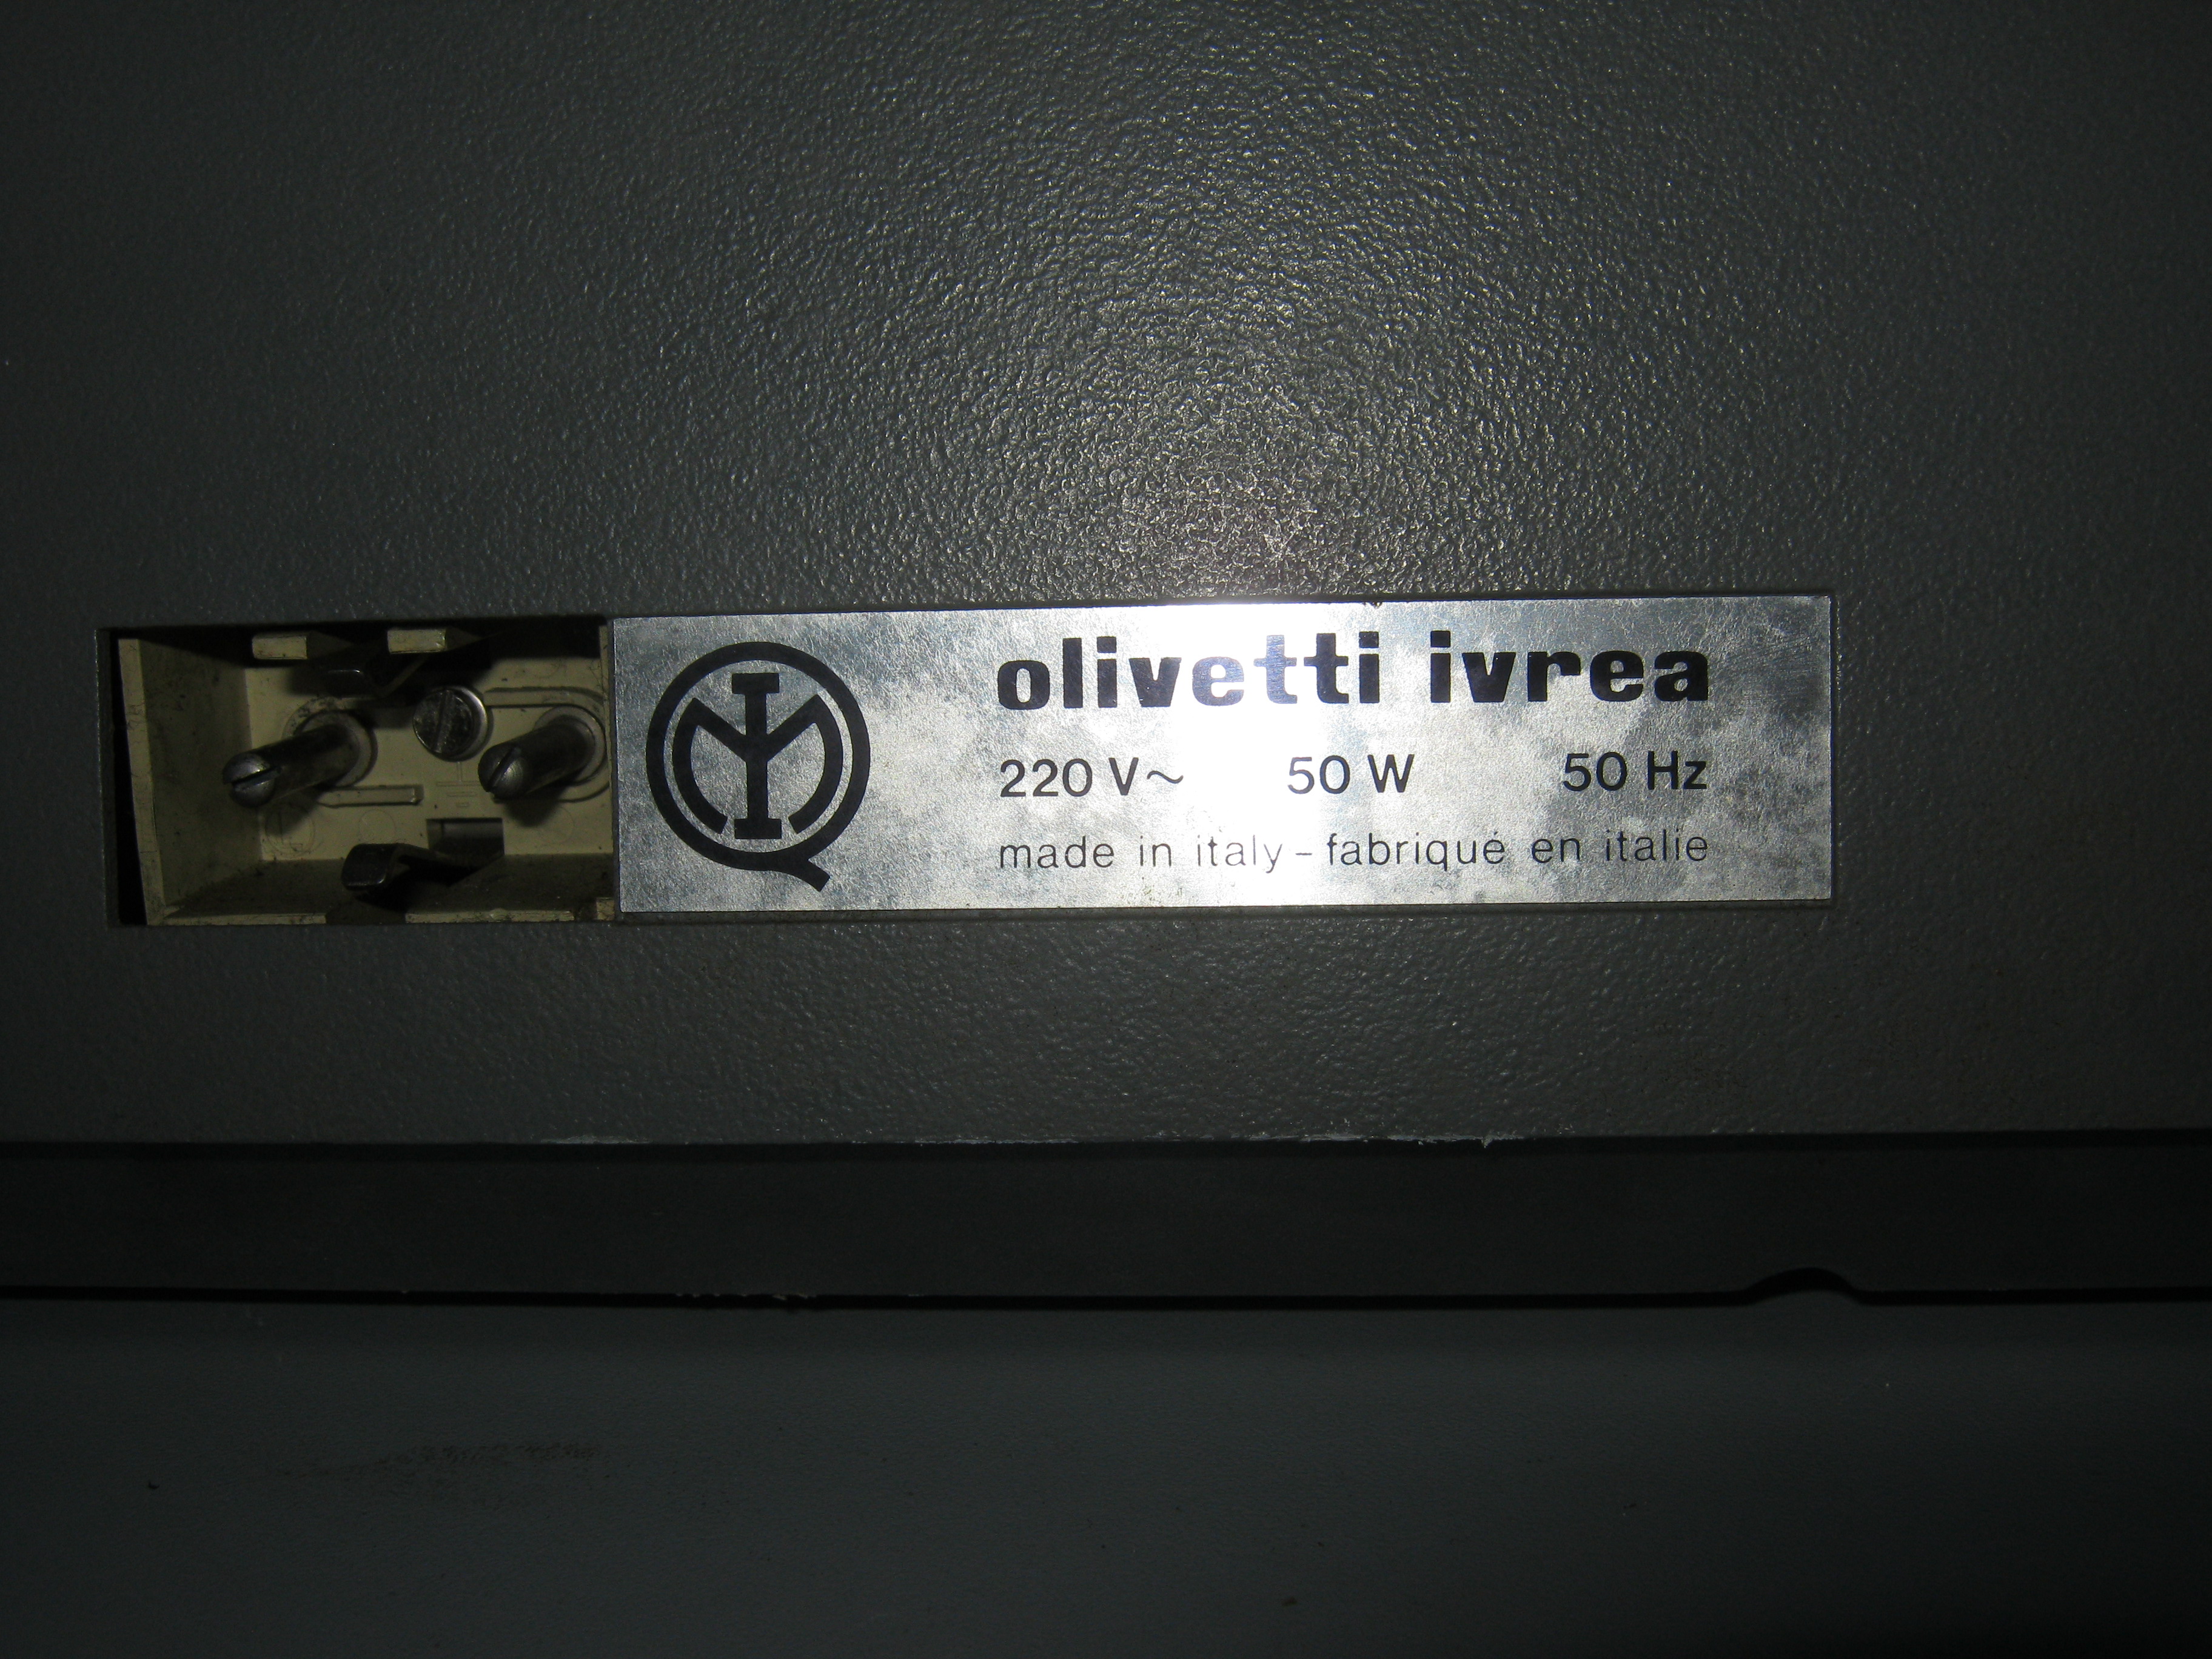 olivetti ivrea
220 V~ 50 W 50 Hz
made in italy – fabriqué en italie